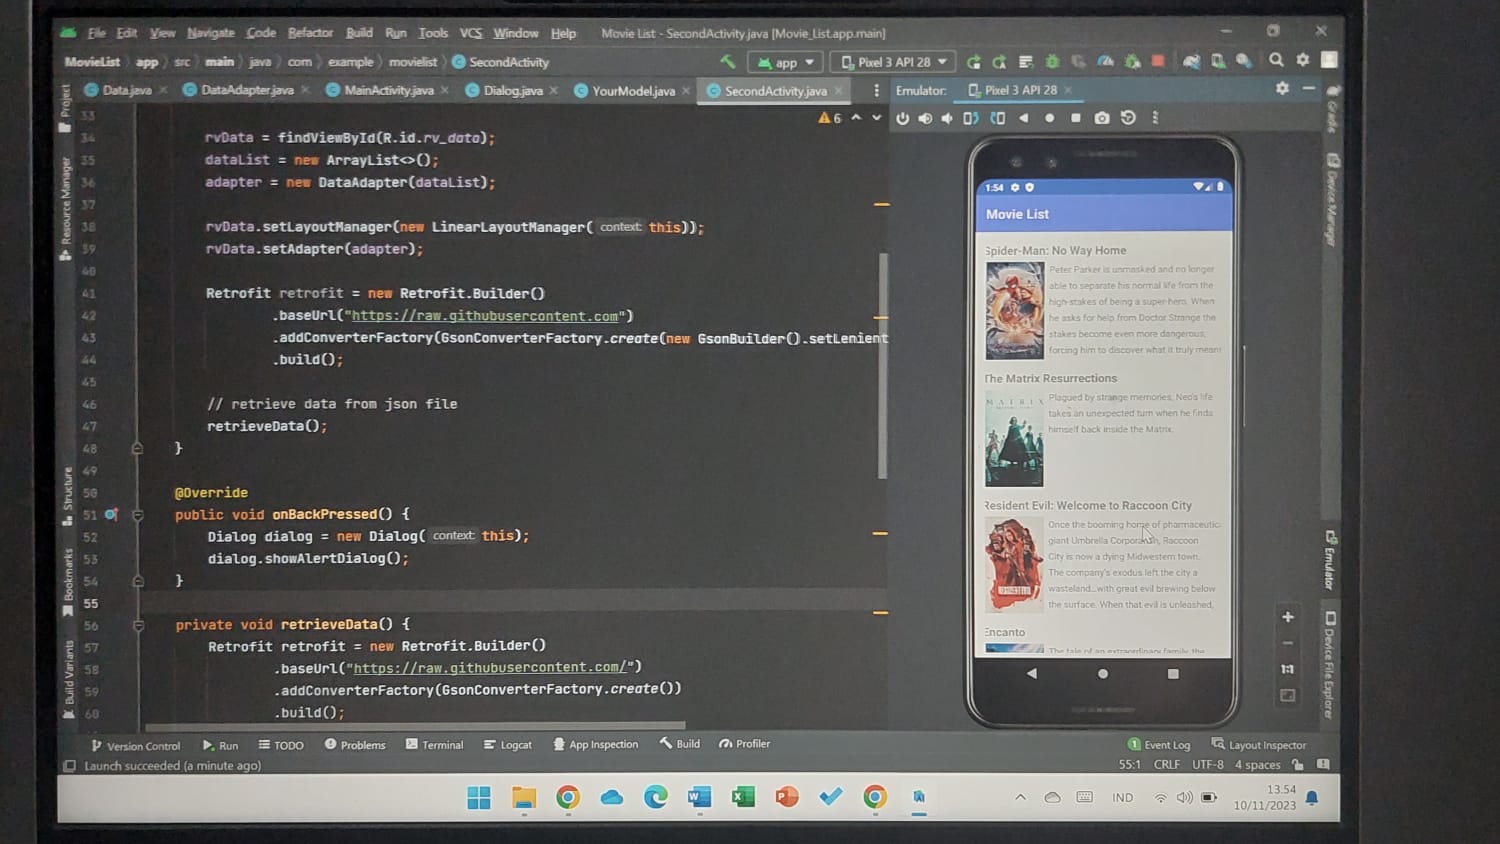 File Edit View Navigate Code Refactor Build Run Tools VCS Window Help Movie List - SecondActivity.java [Movie_List.app.main]
MovieList app src main java com example movielist SecondActivity app Pixel 3 API 28
Data.java DataAdapter.java MainActivity.java Dialog.java YourModel.java SecondActivity.java Emulator: Pixel 3 API 28
Project
Resource Manager
Structure
Bookmarks
Build Variants
6
33
34 rvData = findViewById(R.id.rv_data);
35 dataList = new ArrayList<>();
36 adapter = new DataAdapter(dataList);
37
38 rvData.setLayoutManager(new LinearLayoutManager( context: this));
39 rvData.setAdapter(adapter);
40
41 Retrofit retrofit = new Retrofit.Builder()
42 .baseUrl("https://raw.githubusercontent.com")
43 .addConverterFactory(GsonConverterFactory.create(new GsonBuilder().setLenient
44 .build();
45
46 // retrieve data from json file
47 retrieveData();
48 }
49
50 @Override
51 public void onBackPressed() {
52 Dialog dialog = new Dialog( context: this);
53 dialog.showAlertDialog();
54 }
55
56 private void retrieveData() {
57 Retrofit retrofit = new Retrofit.Builder()
58 .baseUrl("https://raw.githubusercontent.com/")
59 .addConverterFactory(GsonConverterFactory.create())
60 .build();
1:54
Movie List
Spider-Man: No Way Home
Peter Parker is unmasked and no longer
able to separate his normal life from the
high-stakes of being a super-hero. When
he asks for help from Doctor Strange the
stakes become even more dangerous,
forcing him to discover what it truly means
The Matrix Resurrections
MATRIX
Plagued by strange memories, Neo's life
takes an unexpected turn when he finds
himself back inside the Matrix.
Resident Evil: Welcome to Raccoon City
Once the booming home of pharmaceutic
giant Umbrella Corporation, Raccoon
City is now a dying Midwestern town.
The company's exodus left the city a
wasteland...with great evil brewing below
the surface. When that evil is unleashed,
Encanto
The tale of an extraordinary family, the
Gradle
Device Manager
Emulator
Device File Explorer
1:1
Version Control Run TODO Problems Terminal Logcat App Inspection Build Profiler 1 Event Log Layout Inspector
Launch succeeded (a minute ago) 55:1 CRLF UTF-8 4 spaces
IND 13.54
10/11/2023